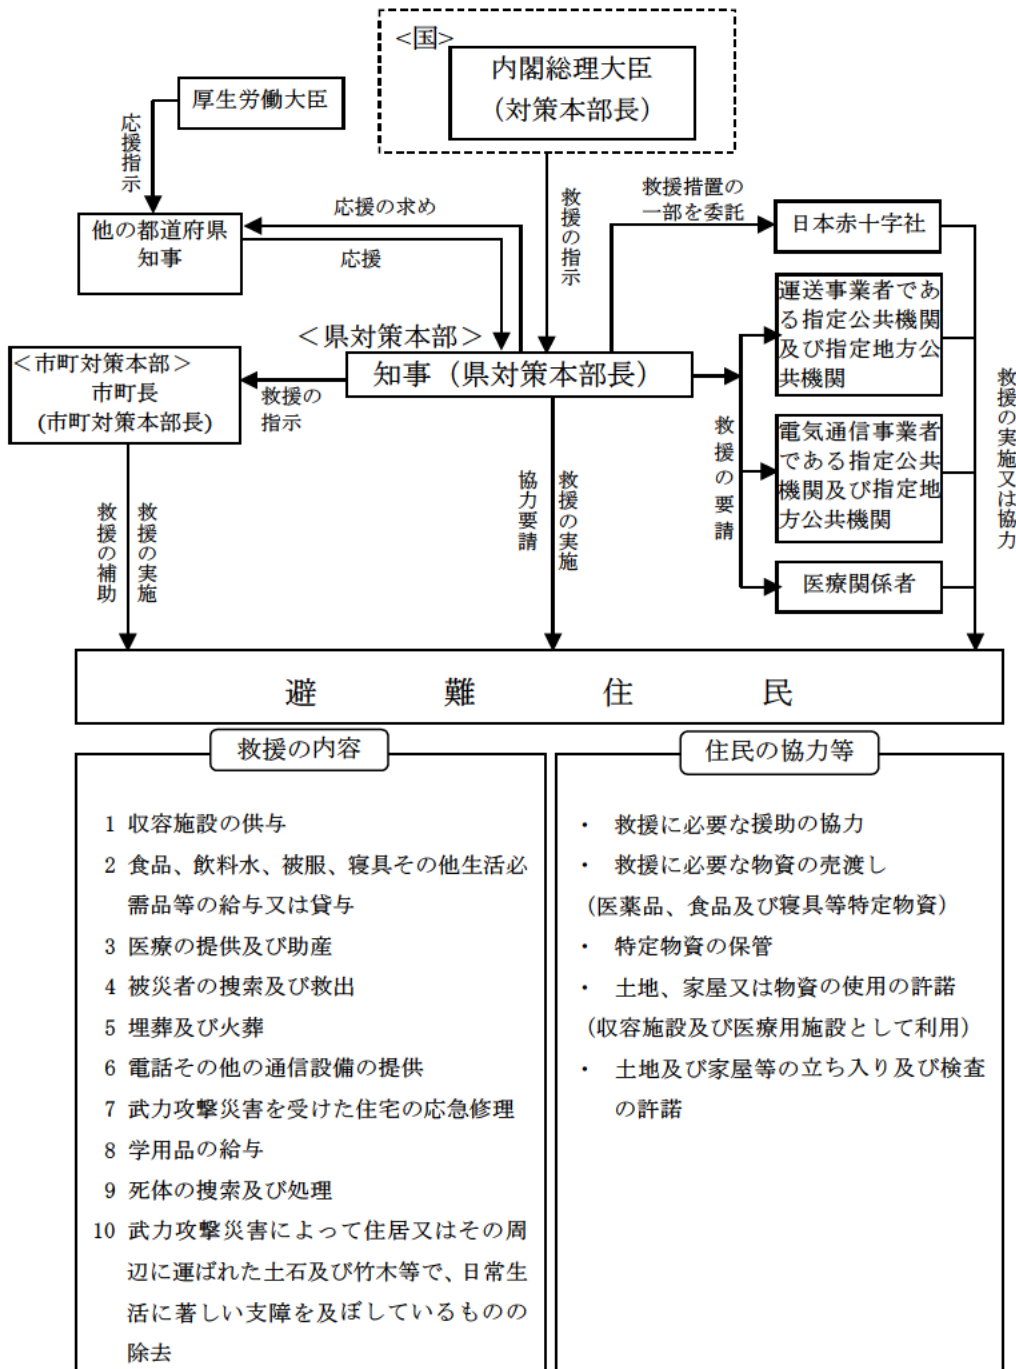 <国>
内閣総理大臣
(対策本部長)
厚生労働大臣
応援指示
他の都道府県
知事
応援の求め
応援
救援の指示
救援措置の
一部を委託
日本赤十字社
運送事業者であ
る指定公共機関
及び指定地方公
共機関
電気通信事業者
である指定公共
機関及び指定地
方公共機関
医療関係者
救援の要請
救援の実施又は協力
<県対策本部>
知事(県対策本部長)
<市町対策本部>
市町長
(市町対策本部長)
救援の
指示
救援の補助
救援の実施
協力要請
救援の実施
避難住民
救援の内容
1 収容施設の供与
2 食品、飲料水、被服、寝具その他生活必
需品等の給与又は貸与
3 医療の提供及び助産
4 被災者の捜索及び救出
5 埋葬及び火葬
6 電話その他の通信設備の提供
7 武力攻撃災害を受けた住宅の応急修理
8 学用品の給与
9 死体の捜索及び処理
10 武力攻撃災害によって住居又はその周
辺に運ばれた土石及び竹木等で、日常生
活に著しい支障を及ぼしているものの
除去
住民の協力等
・ 救援に必要な援助の協力
・ 救援に必要な物資の売渡し
(医薬品、食品及び寝具等特定物資)
・ 特定物資の保管
・ 土地、家屋又は物資の使用の許諾
(収容施設及び医療用施設として利用)
・ 土地及び家屋等の立ち入り及び検査
の許諾